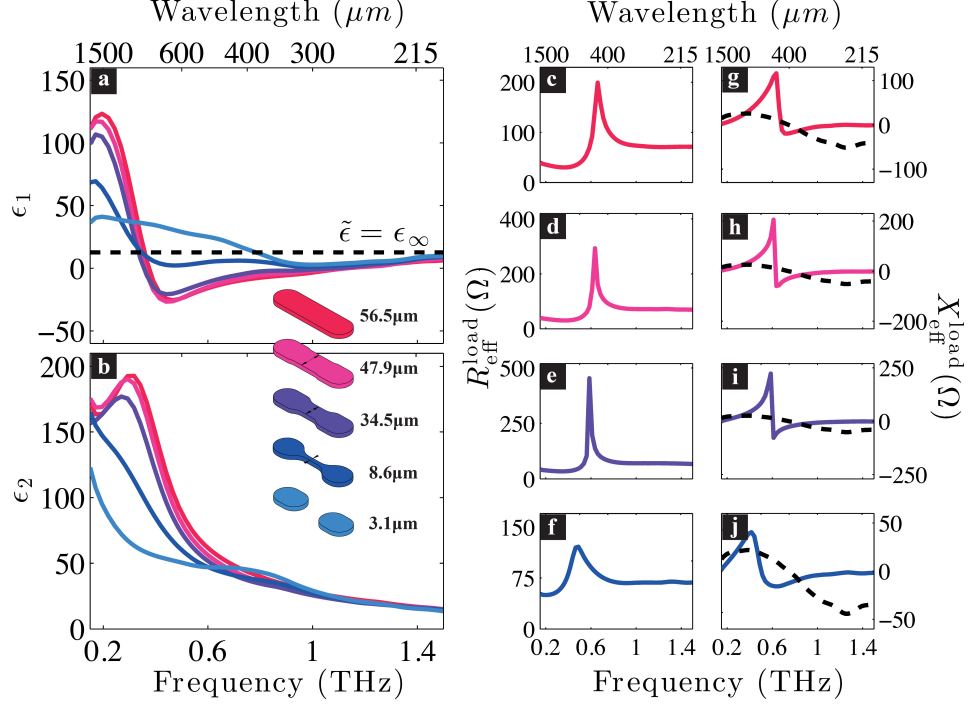 Wavelength (μm)
1500 600 400 300 215
a
150
100
50
0
−50
ϵ1
ϵ̃ = ϵ∞
56.5μm
47.9μm
34.5μm
8.6μm
3.1μm
b
200
150
100
50
0
ϵ2
0.2 0.6 1 1.4
Frequency (THz)
Wavelength (μm)
1500 400 215 1500 400 215
c
200
100
0
g
100
0
−100
d
400
200
0
h
200
0
−200
e
500
250
0
i
250
0
−250
f
150
75
0
j
50
0
−50
R_eff^load (Ω)
X_eff^load (Ω)
0.2 0.6 1 1.4 0.2 0.6 1 1.4
Frequency (THz)